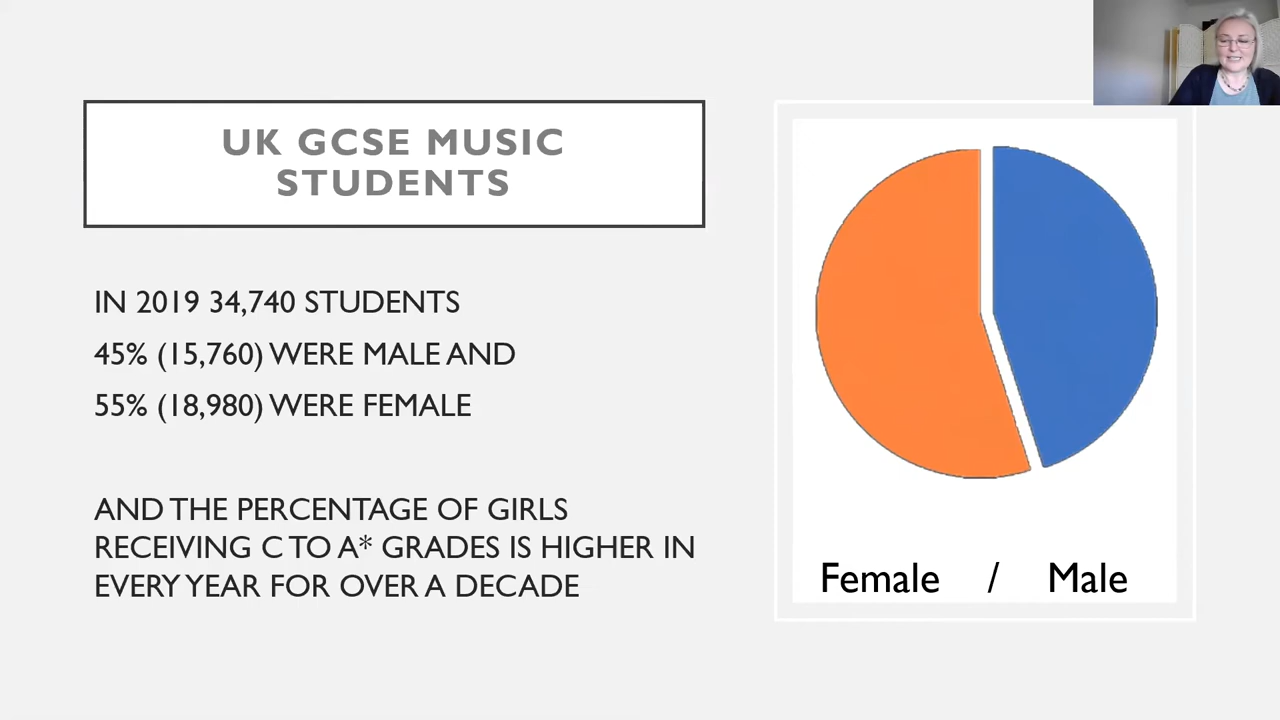 UK GCSE MUSIC
STUDENTS
IN 2019 34,740 STUDENTS
45% (15,760) WERE MALE AND
55% (18,980) WERE FEMALE
AND THE PERCENTAGE OF GIRLS
RECEIVING C TO A* GRADES IS HIGHER IN
EVERY YEAR FOR OVER A DECADE
Female / Male